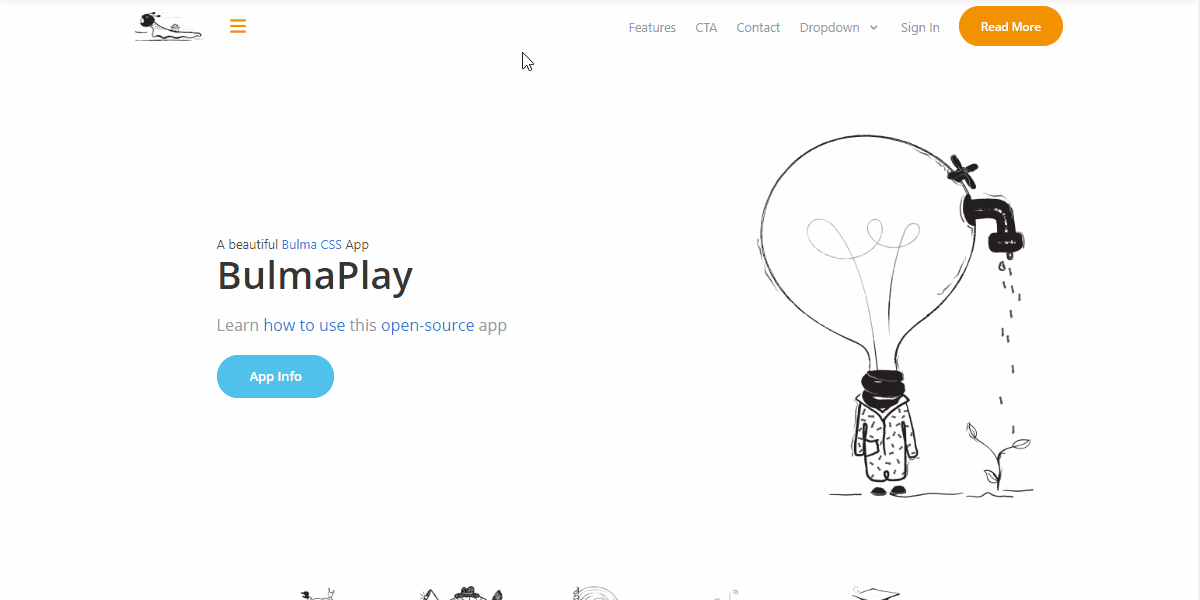 Features CTA Contact Dropdown Sign In Read More
A beautiful Bulma CSS App
BulmaPlay
Learn how to use this open-source app
App Info